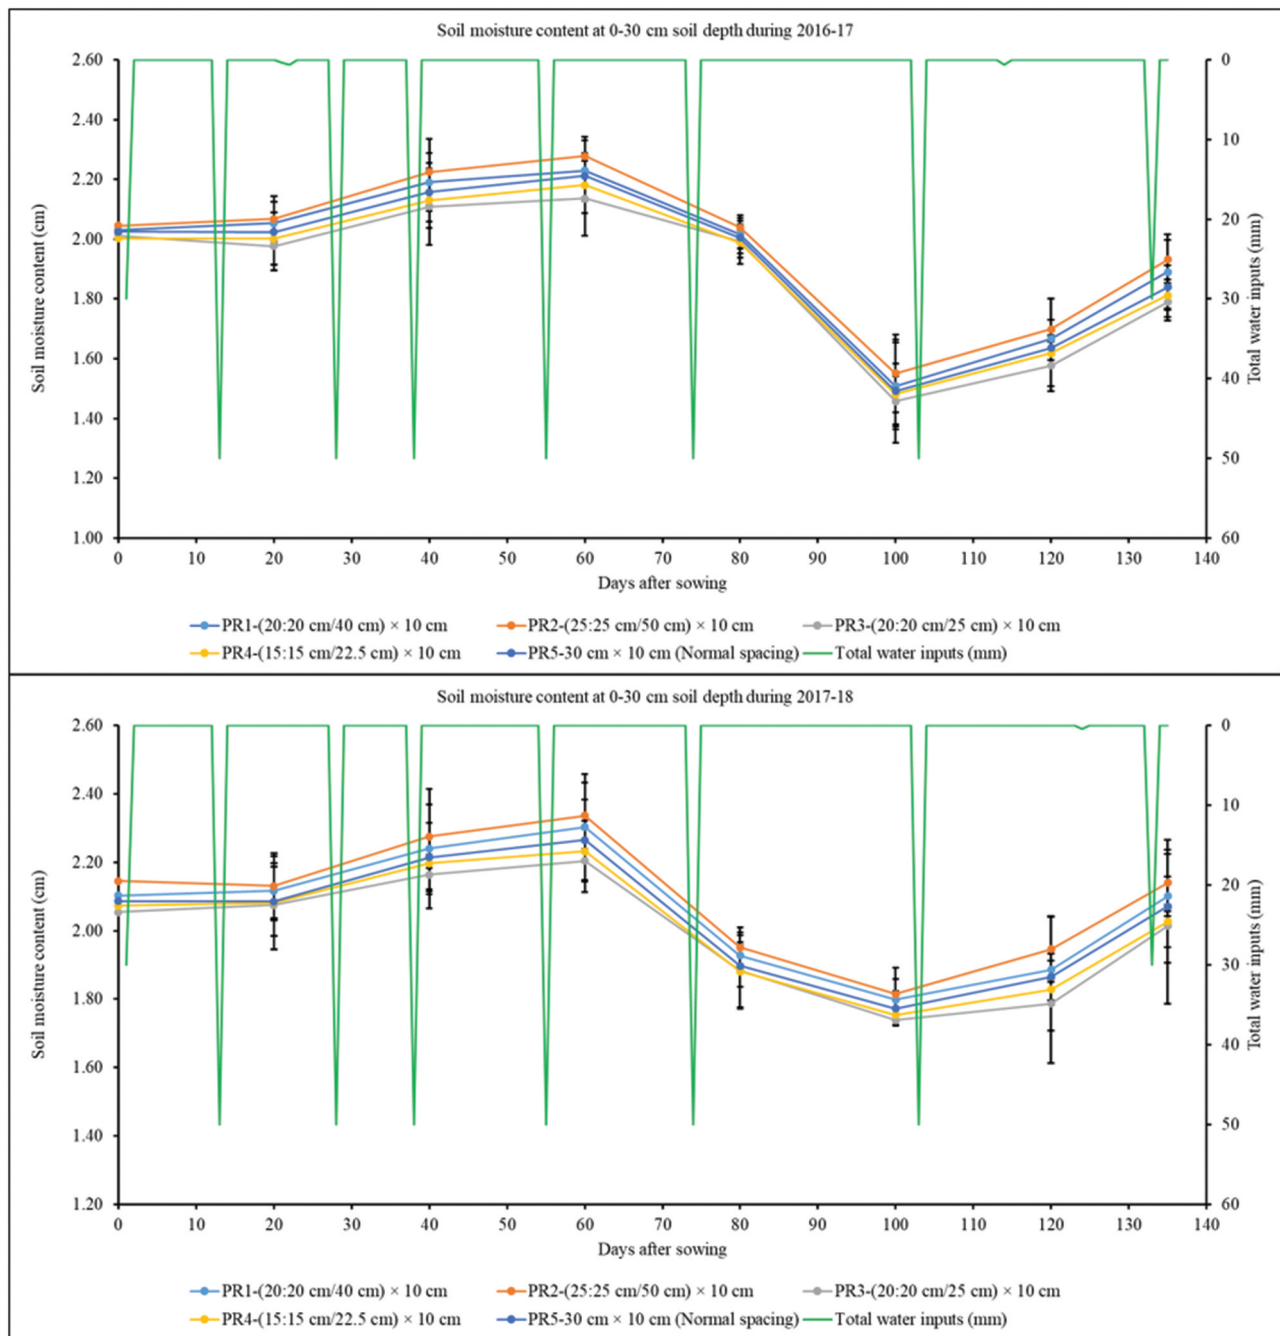 Soil moisture content at 0-30 cm soil depth during 2016-17
2.60
2.40
2.20
2.00
1.80
1.60
1.40
1.20
1.00
Soil moisture content (cm)
0
10
20
30
40
50
60
Total water inputs (mm)
0 10 20 30 40 50 60 70 80 90 100 110 120 130 140
Days after sowing
PR1-(20:20 cm/40 cm) × 10 cm PR2-(25:25 cm/50 cm) × 10 cm PR3-(20:20 cm/25 cm) × 10 cm
PR4-(15:15 cm/22.5 cm) × 10 cm PR5-30 cm × 10 cm (Normal spacing) Total water inputs (mm)
Soil moisture content at 0-30 cm soil depth during 2017-18
2.60
2.40
2.20
2.00
1.80
1.60
1.40
1.20
Soil moisture content (cm)
0
10
20
30
40
50
60
Total water inputs (mm)
0 10 20 30 40 50 60 70 80 90 100 110 120 130 140
Days after sowing
PR1-(20:20 cm/40 cm) × 10 cm PR2-(25:25 cm/50 cm) × 10 cm PR3-(20:20 cm/25 cm) × 10 cm
PR4-(15:15 cm/22.5 cm) × 10 cm PR5-30 cm × 10 cm (Normal spacing) Total water inputs (mm)